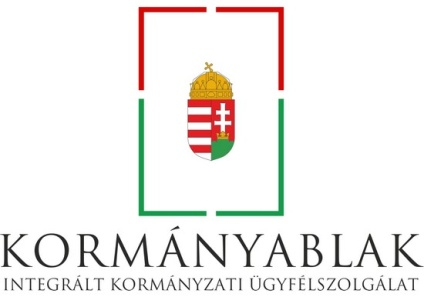 KORMÁNYABLAK
INTEGRÁLT KORMÁNYZATI ÜGYFÉLSZOLGÁLAT